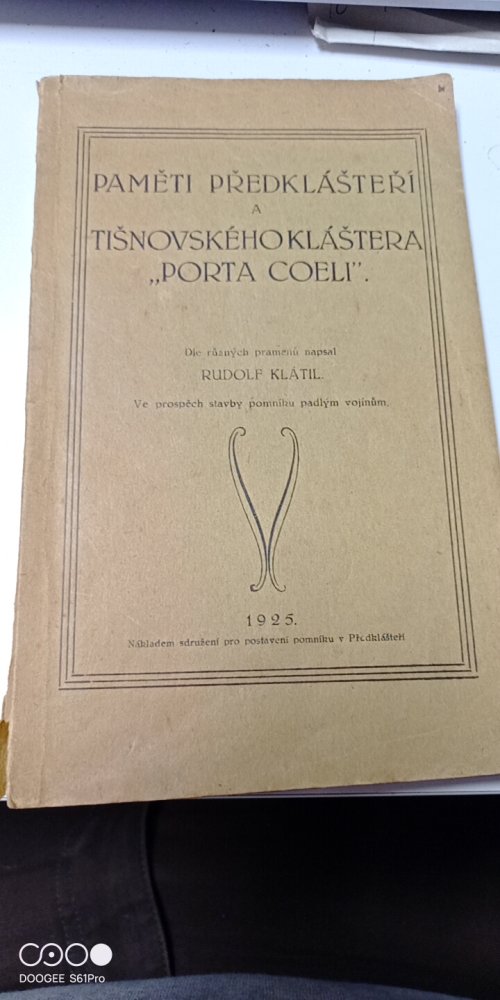 PAMĚTI PŘEDKLÁŠTEŘÍ
A
TIŠNOVSKÉHO KLÁŠTERA
„PORTA COELI".
Dle různých pramenů napsal
RUDOLF KLÁTIL.
Ve prospěch stavby pomníku padlým vojínům.
1925.
Nákladem sdružení pro postavení pomníku v Předklášteří
DOOGEE S61Pro